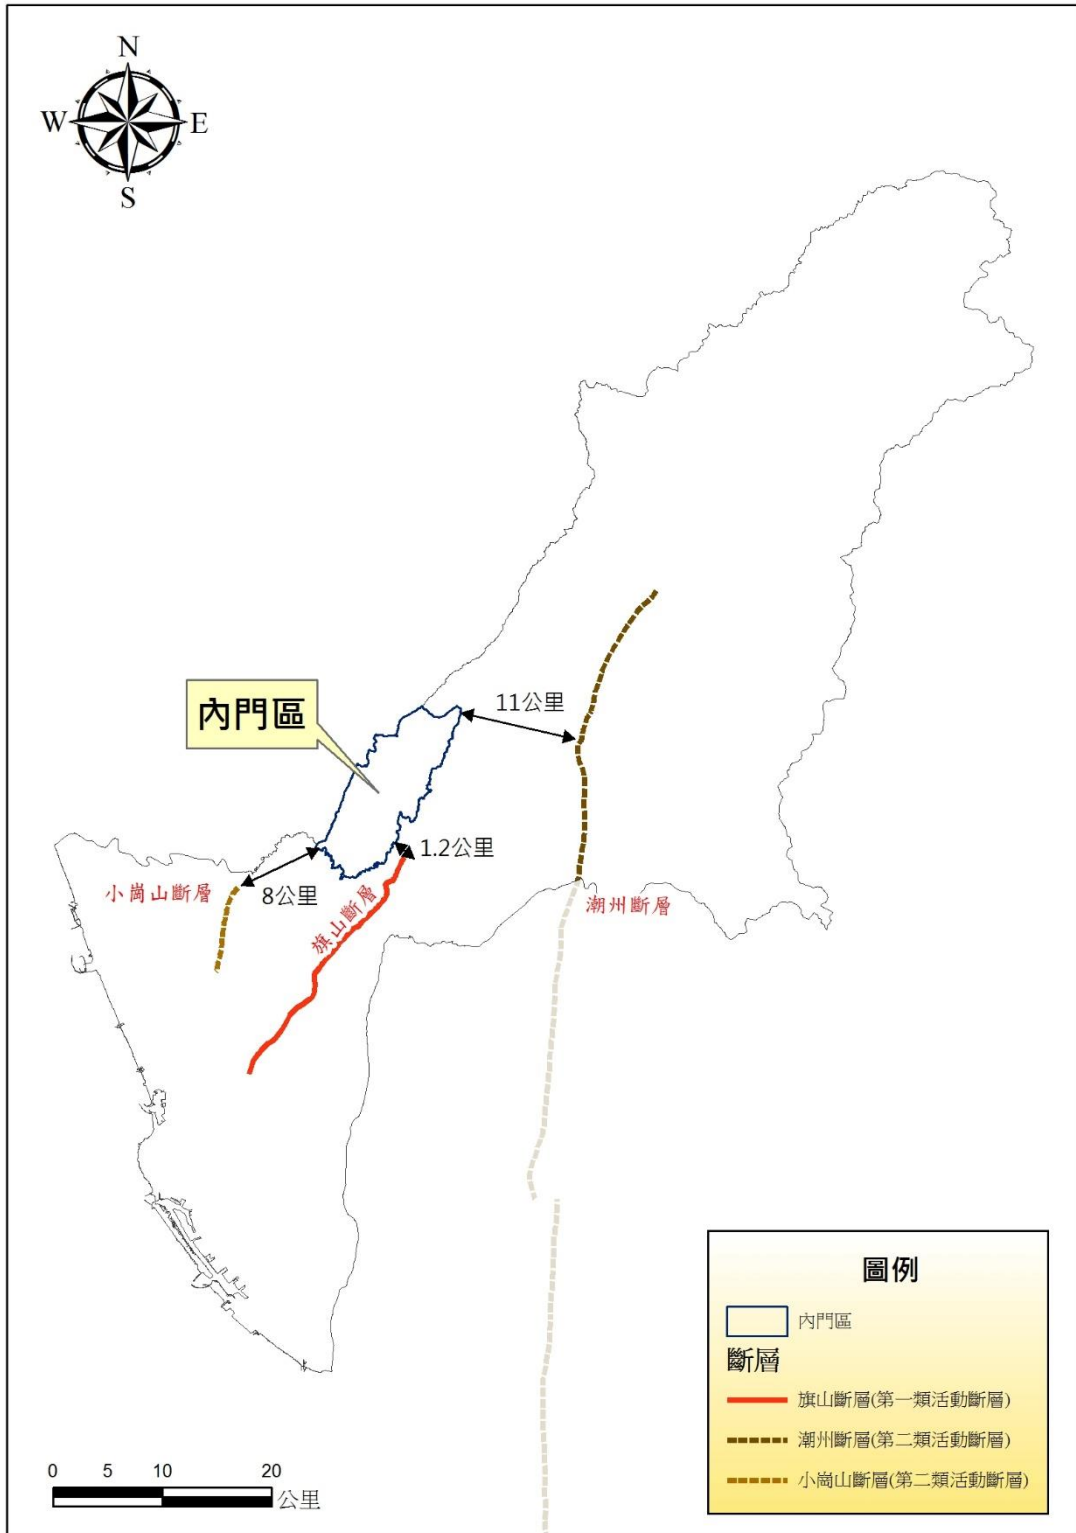 N
W E
S
11公里
內門區
1.2公里
小崗山斷層
8公里
旗山斷層
潮州斷層
圖例
內門區
斷層
旗山斷層(第一類活動斷層)
潮州斷層(第二類活動斷層)
小崗山斷層(第二類活動斷層)
0 5 10 20
公里